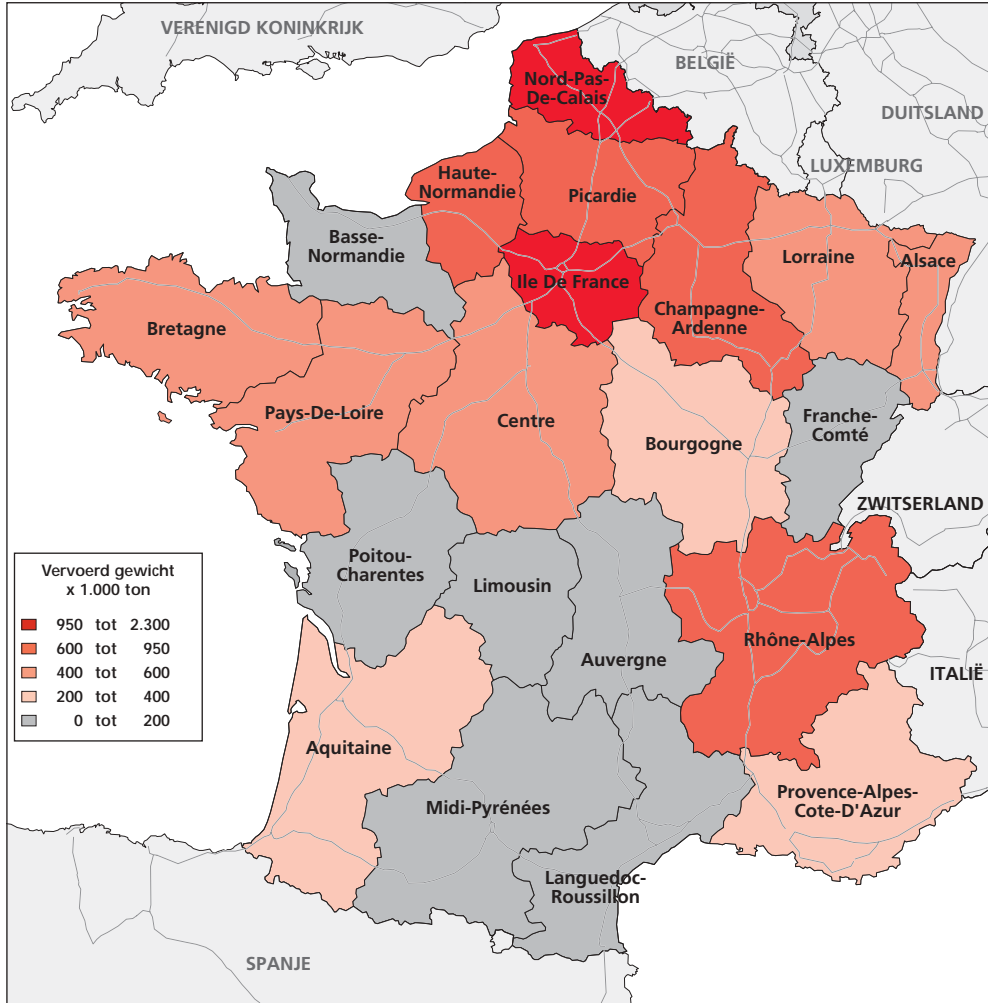 VERENIGD KONINKRIJK
BELGIË
Nord-Pas-
De-Calais
DUITSLAND
LUXEMBURG
Haute-
Normandie
Picardie
Basse-
Normandie
Lorraine
Alsace
Ile De France
Champagne-
Ardenne
Bretagne
Pays-De-Loire
Centre
Bourgogne
Franche-
Comté
ZWITSERLAND
Poitou-
Charentes
Limousin
Auvergne
Rhône-Alpes
ITALIË
Vervoerd gewicht
x 1.000 ton
950 tot 2.300
600 tot 950
400 tot 600
200 tot 400
0 tot 200
Aquitaine
Midi-Pyrénées
Provence-Alpes-
Cote-D'Azur
Languedoc-
Roussillon
SPANJE